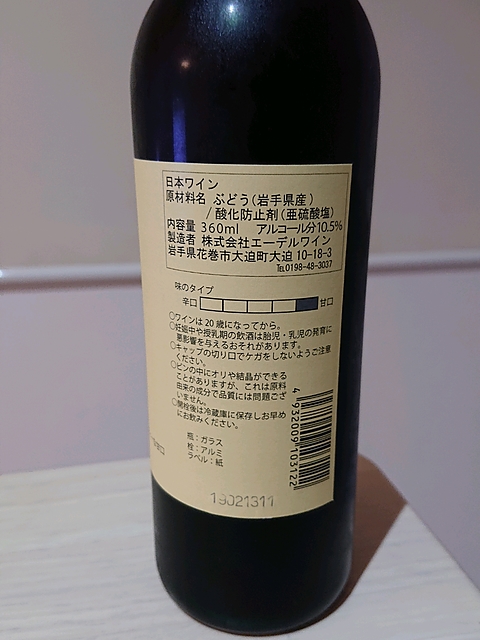 日本ワイン
原材料名 ぶどう(岩手県産)
/酸化防止剤(亜硫酸塩)
内容量 360ml アルコール分10.5%
製造者 株式会社エーデルワイン
岩手県花巻市大迫町大迫 10-18-3
℡0198-48-3037
味のタイプ
辛口 甘口
○ワインは20歳になってから。
○妊娠中や授乳期の飲酒は胎児・乳児の発育に
悪影響を与えるおそれがあります。
○キャップの切り口でケガをしないようご注意
ください。
○ビンの中にオリや結晶ができる
ことがありますが、これは原料
由来の成分で品質には問題ござ
いません。
○開栓後は冷蔵庫に保存しお早め
にお飲みください。
瓶:ガラス
栓:アルミ
ラベル:紙
4932009103122
19021311